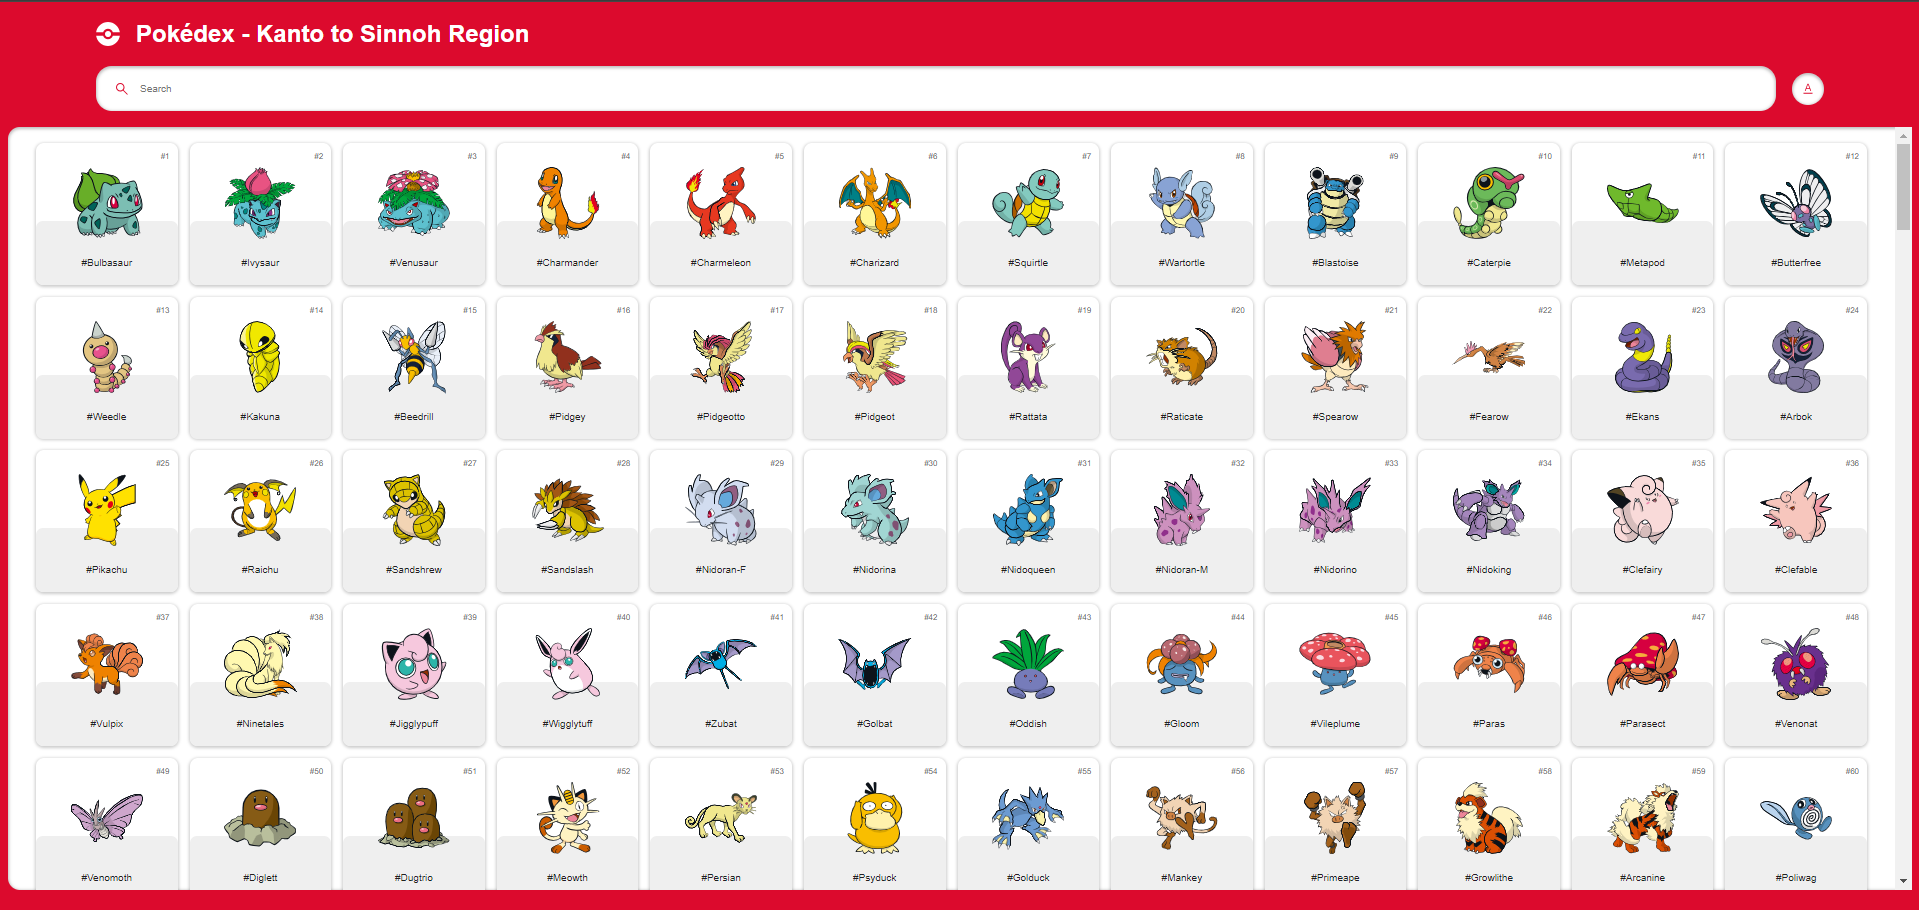 Pokédex - Kanto to Sinnoh Region
Search
A
#1 #2 #3 #4 #5 #6 #7 #8 #9 #10 #11 #12
#Bulbasaur #Ivysaur #Venusaur #Charmander #Charmeleon #Charizard #Squirtle #Wartortle #Blastoise #Caterpie #Metapod #Butterfree
#13 #14 #15 #16 #17 #18 #19 #20 #21 #22 #23 #24
#Weedle #Kakuna #Beedrill #Pidgey #Pidgeotto #Pidgeot #Rattata #Raticate #Spearow #Fearow #Ekans #Arbok
#25 #26 #27 #28 #29 #30 #31 #32 #33 #34 #35 #36
#Pikachu #Raichu #Sandshrew #Sandslash #Nidoran-F #Nidorina #Nidoqueen #Nidoran-M #Nidorino #Nidoking #Clefairy #Clefable
#37 #38 #39 #40 #41 #42 #43 #44 #45 #46 #47 #48
#Vulpix #Ninetales #Jigglypuff #Wigglytuff #Zubat #Golbat #Oddish #Gloom #Vileplume #Paras #Parasect #Venonat
#49 #50 #51 #52 #53 #54 #55 #56 #57 #58 #59 #60
#Venomoth #Diglett #Dugtrio #Meowth #Persian #Psyduck #Golduck #Mankey #Primeape #Growlithe #Arcanine #Poliwag